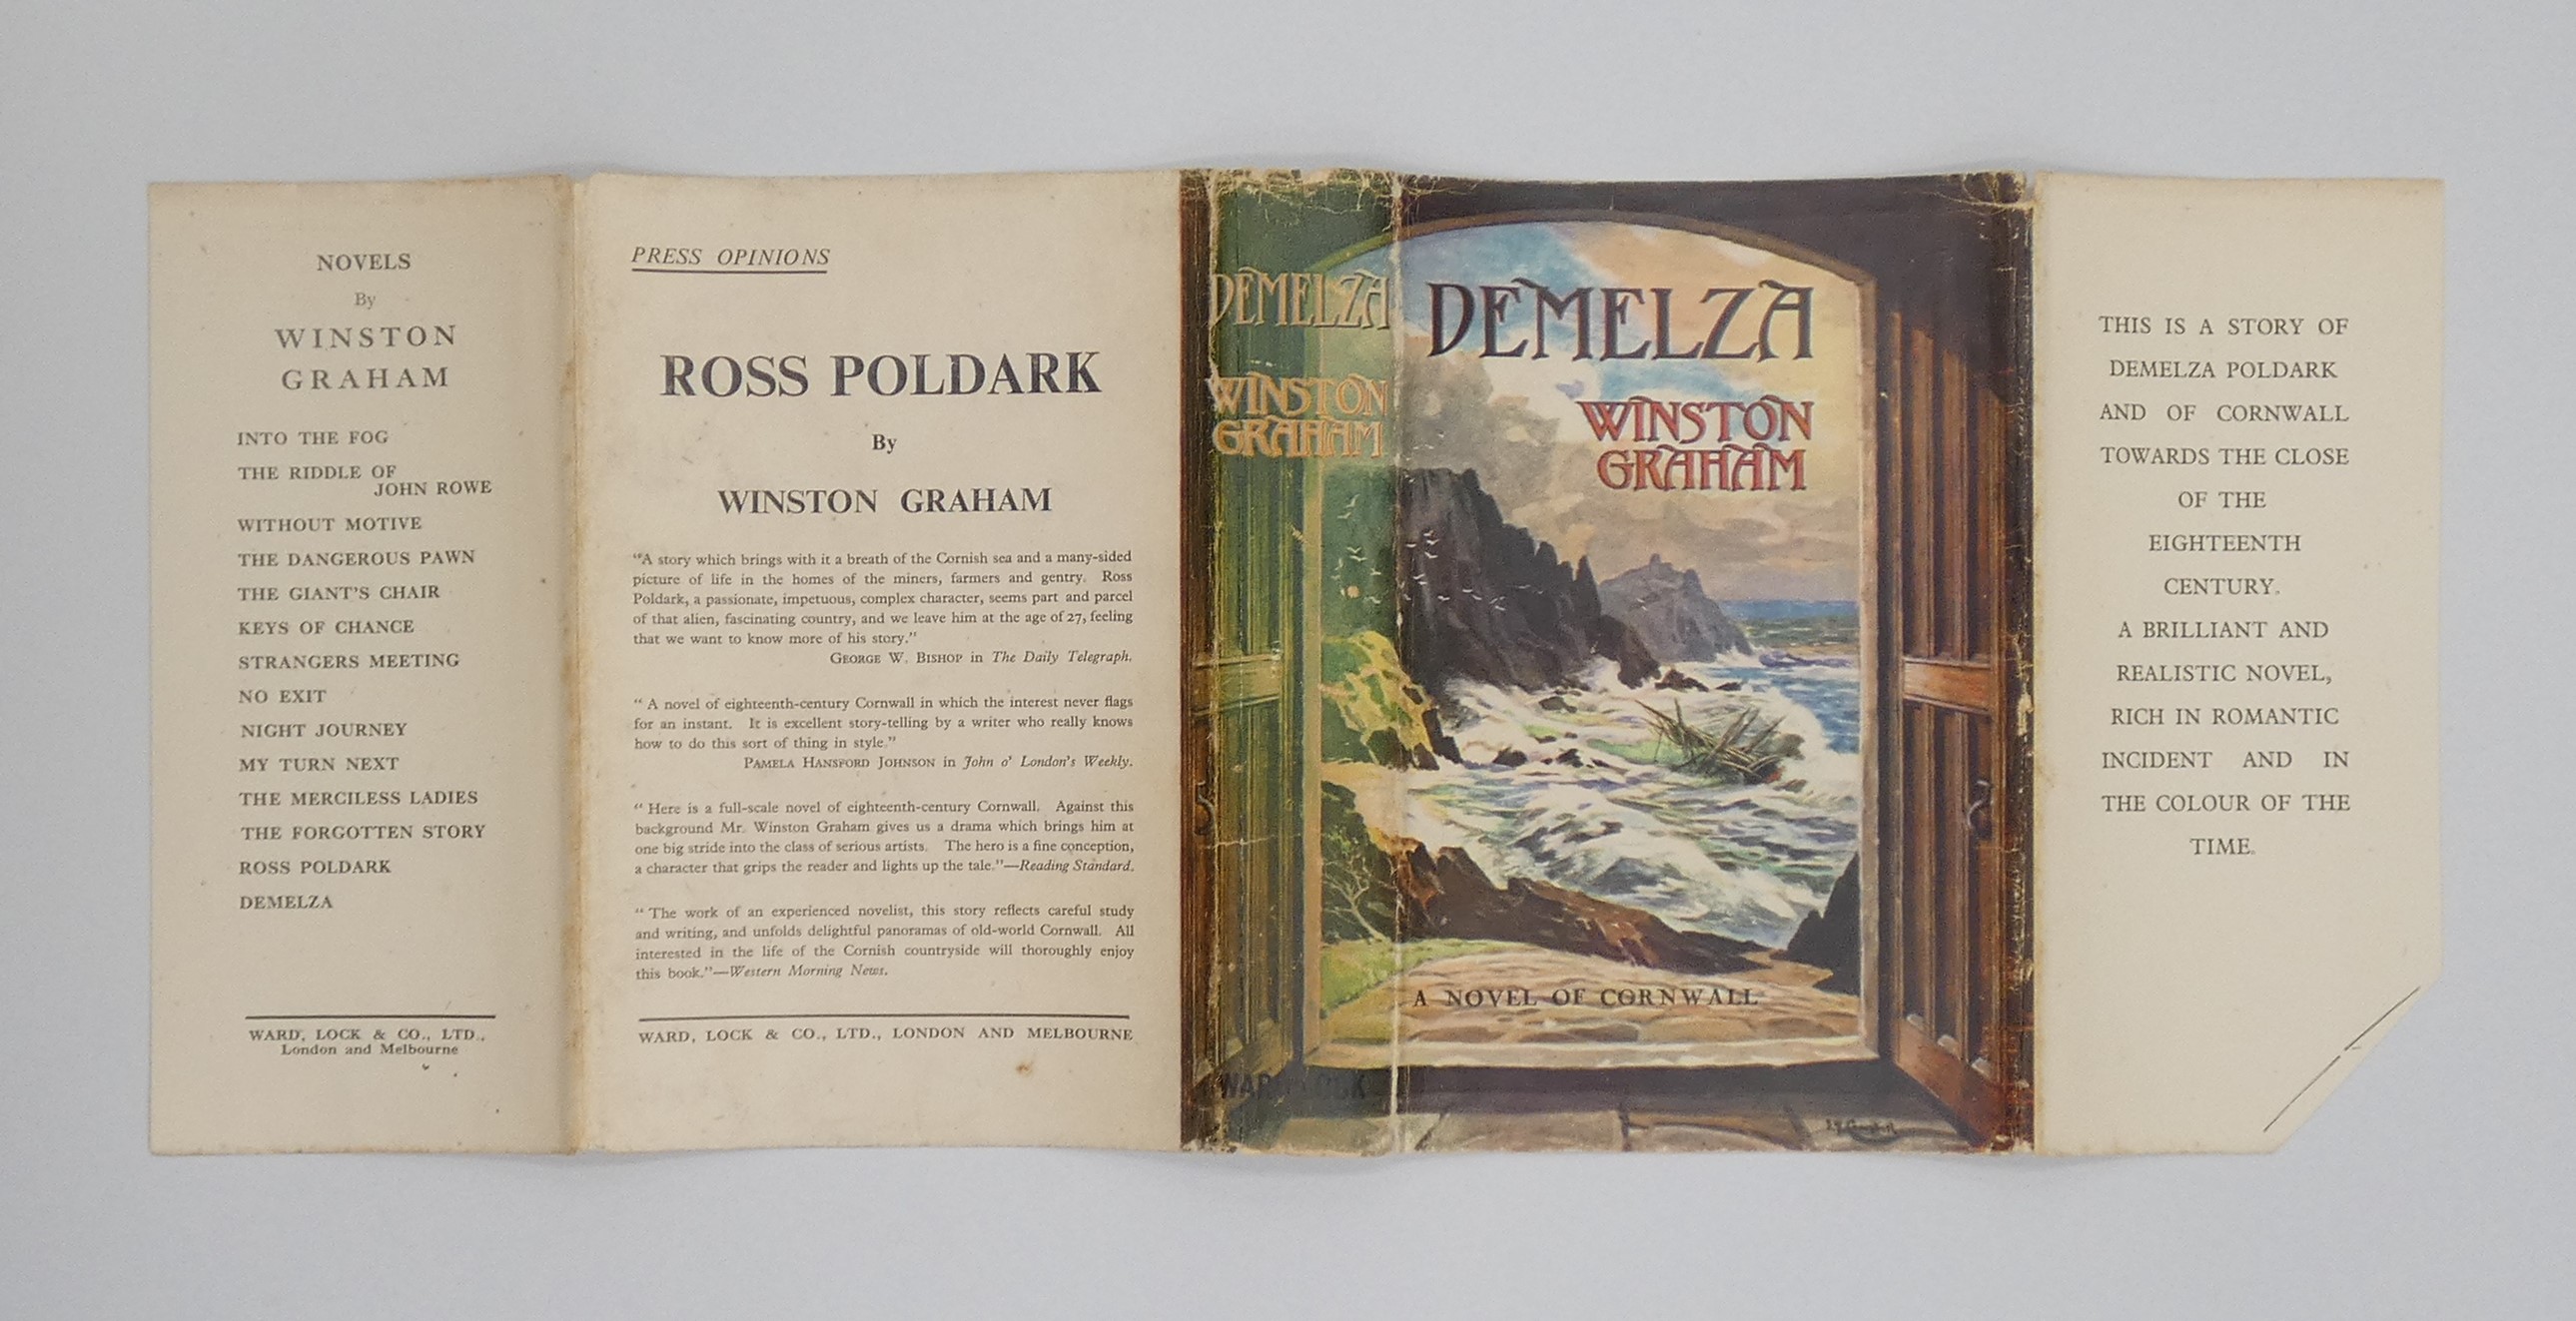 NOVELS
By
WINSTON
GRAHAM
INTO THE FOG
THE RIDDLE OF
JOHN ROWE
WITHOUT MOTIVE
THE DANGEROUS PAWN
THE GIANT'S CHAIR
KEYS OF CHANCE
STRANGERS MEETING
NO EXIT
NIGHT JOURNEY
MY TURN NEXT
THE MERCILESS LADIES
THE FORGOTTEN STORY
ROSS POLDARK
DEMELZA
WARD, LOCK & CO., LTD.,
London and Melbourne
PRESS OPINIONS
ROSS POLDARK
By
WINSTON GRAHAM
"A story which brings with it a breath of the Cornish sea and a many-sided
picture of life in the homes of the miners, farmers and gentry. Ross
Poldark, a passionate, impetuous, complex character, seems part and parcel
of that alien, fascinating country, and we leave him at the age of 27, feeling
that we want to know more of his story."
GEORGE W. BISHOP in The Daily Telegraph.
" A novel of eighteenth-century Cornwall in which the interest never flags
for an instant. It is excellent story-telling by a writer who really knows
how to do this sort of thing in style."
PAMELA HANSFORD JOHNSON in John o' London's Weekly.
" Here is a full-scale novel of eighteenth-century Cornwall. Against this
background Mr. Winston Graham gives us a drama which brings him at
one big stride into the class of serious artists. The hero is a fine conception,
a character that grips the reader and lights up the tale."—Reading Standard.
" The work of an experienced novelist, this story reflects careful study
and writing, and unfolds delightful panoramas of old-world Cornwall. All
interested in the life of the Cornish countryside will thoroughly enjoy
this book."—Western Morning News.
WARD, LOCK & CO., LTD., LONDON AND MELBOURNE
DEMELZA
WINSTON
GRAHAM
WARD LOCK
DEMELZA
WINSTON
GRAHAM
A NOVEL OF CORNWALL
THIS IS A STORY OF
DEMELZA POLDARK
AND OF CORNWALL
TOWARDS THE CLOSE
OF THE
EIGHTEENTH
CENTURY.
A BRILLIANT AND
REALISTIC NOVEL,
RICH IN ROMANTIC
INCIDENT AND IN
THE COLOUR OF THE
TIME.